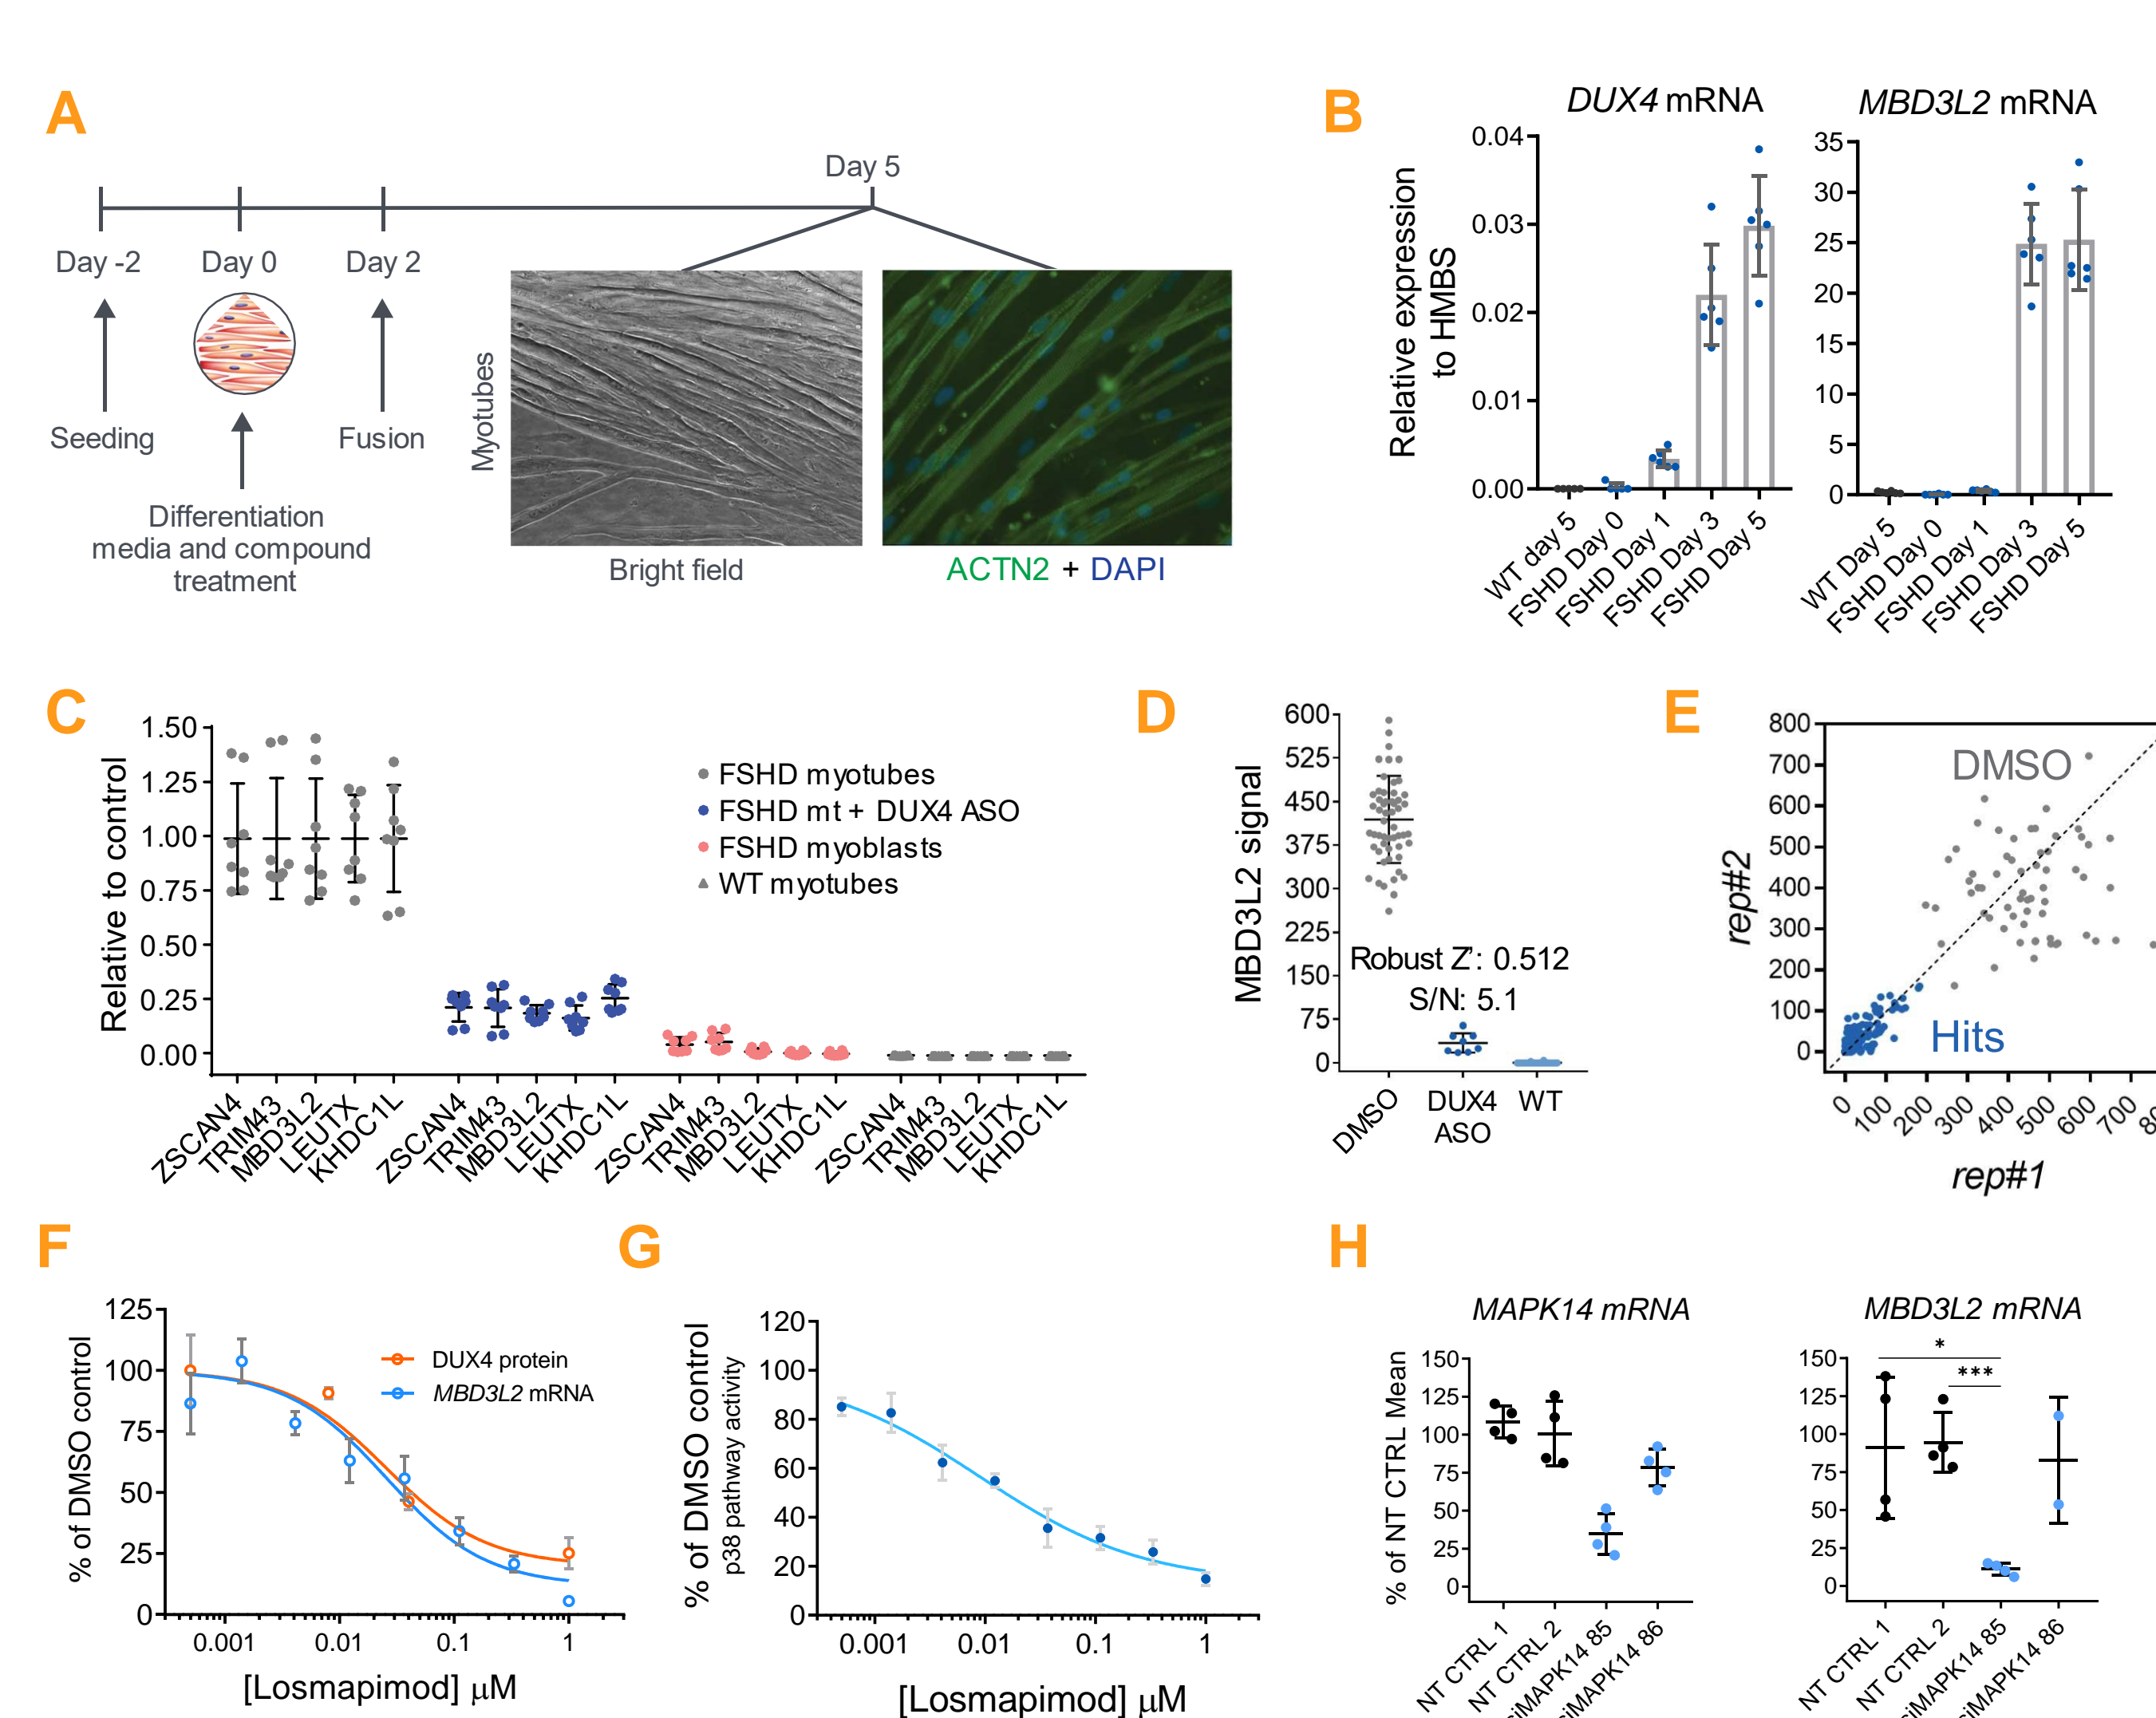 A
Day 5
Day -2
Day 0
Day 2
Seeding
Fusion
Differentiation
media and compound
treatment
Myotubes
Bright field
ACTN2 + DAPI
B
DUX4 mRNA
MBD3L2 mRNA
Relative expression
to HMBS
0.04
0.03
0.02
0.01
0.00
WT day 5
FSHD Day 0
FSHD Day 1
FSHD Day 3
FSHD Day 5
35
30
25
20
15
10
5
0
WT Day 5
FSHD Day 0
FSHD Day 1
FSHD Day 3
FSHD Day 5
C
Relative to control
1.50
1.25
1.00
0.75
0.50
0.25
0.00
FSHD myotubes
FSHD mt + DUX4 ASO
FSHD myoblasts
WT myotubes
ZSCAN4
TRIM43
MBD3L2
LEUTX
KHDC1L
ZSCAN4
TRIM43
MBD3L2
LEUTX
KHDC1L
ZSCAN4
TRIM43
MBD3L2
LEUTX
KHDC1L
ZSCAN4
TRIM43
MBD3L2
LEUTX
KHDC1L
D
MBD3L2 signal
600
525
450
375
300
225
150
75
0
Robust Z’: 0.512
S/N: 5.1
DMSO
DUX4
ASO
WT
E
rep#2
800
700
600
500
400
300
200
100
0
DMSO
Hits
0
100
200
300
400
500
600
700
rep#1
F
% of DMSO control
125
100
75
50
25
0
DUX4 protein
MBD3L2 mRNA
0.001
0.01
0.1
1
[Losmapimod] μM
G
% of DMSO control
p38 pathway activity
120
100
80
60
40
20
0
0.001
0.01
0.1
1
[Losmapimod] μM
H
MAPK14 mRNA
% of NT CTRL Mean
150
125
100
75
50
25
0
NT CTRL 1
NT CTRL 2
siMAPK14 85
siMAPK14 86
MBD3L2 mRNA
150
125
100
75
50
25
0
*
***
NT CTRL 1
NT CTRL 2
siMAPK14 85
siMAPK14 86